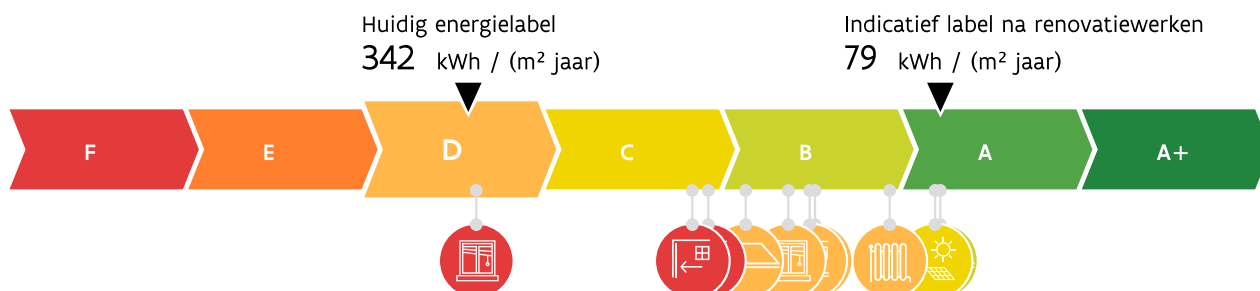 Huidig energielabel
342 kWh / (m² jaar)
Indicatief label na renovatiewerken
79 kWh / (m² jaar)
F E D C B A A+